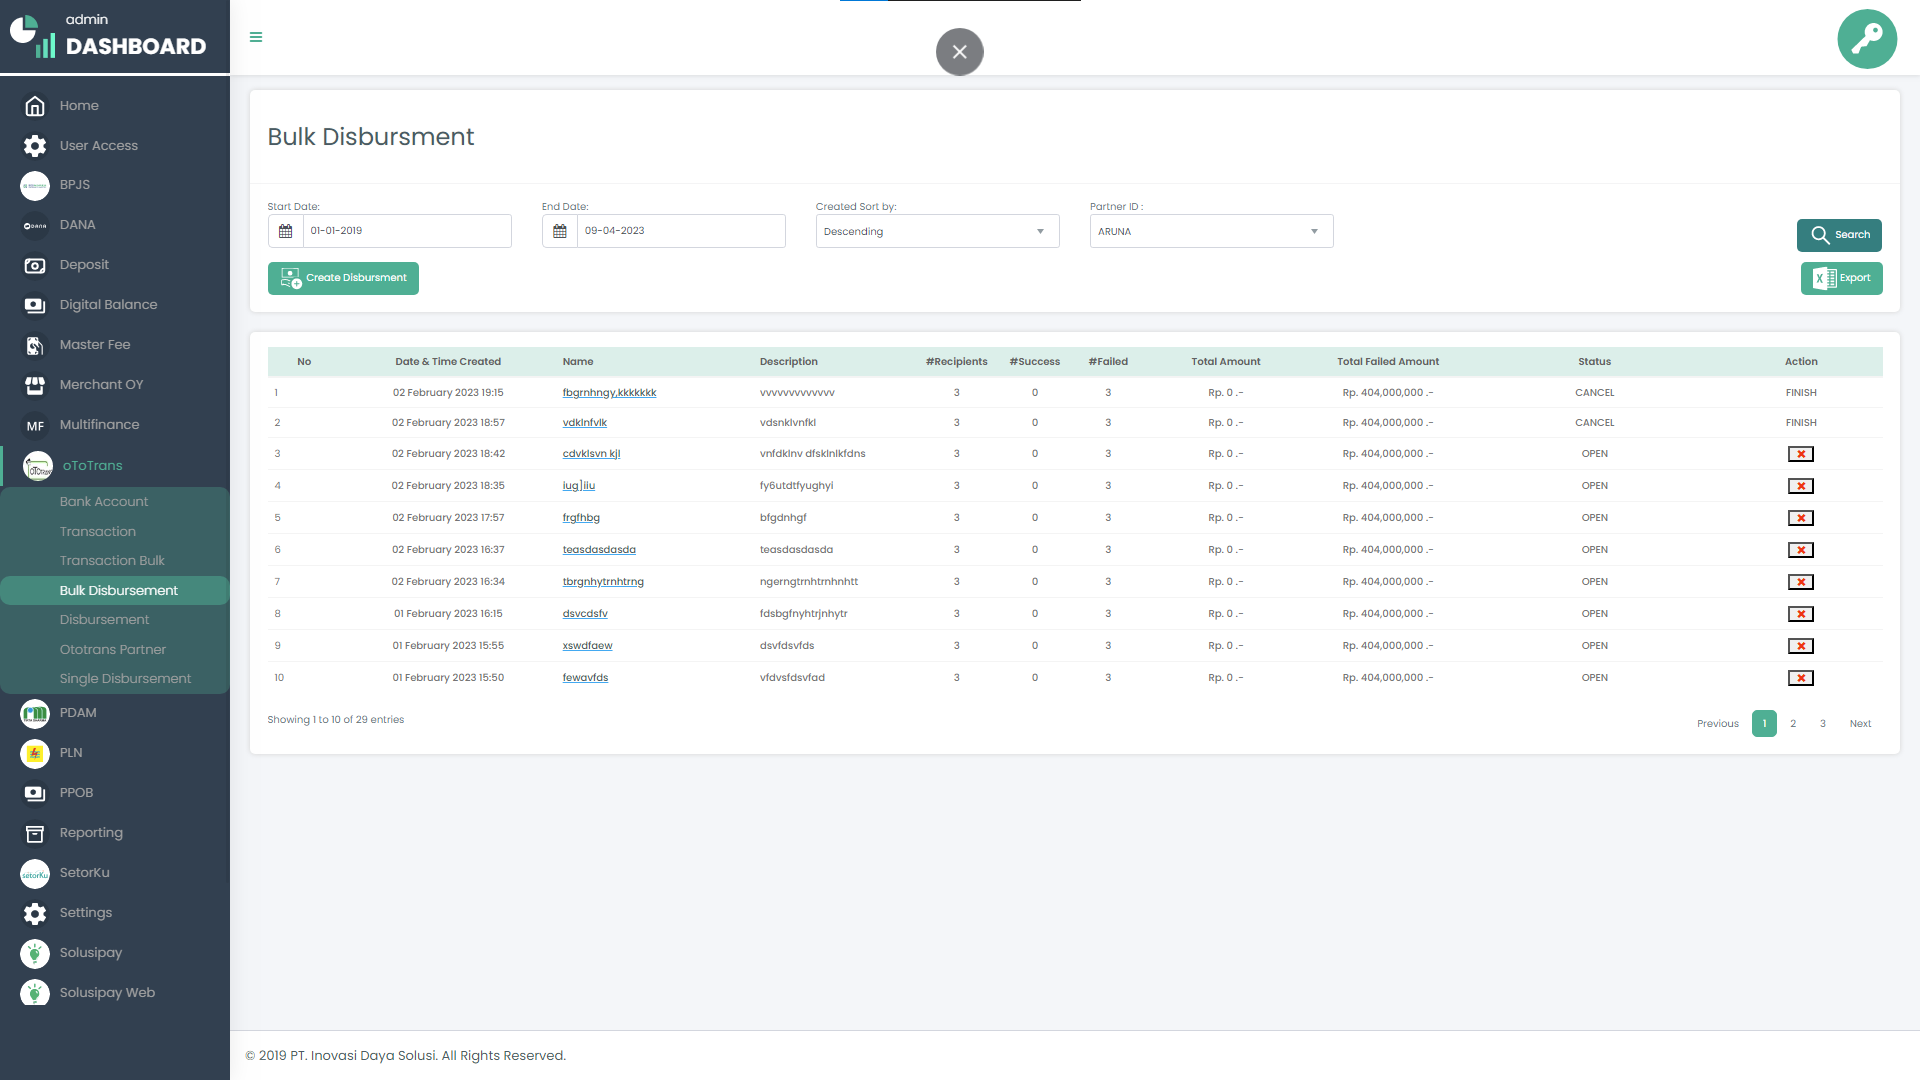 admin
DASHBOARD
Home
User Access
BPJS
DANA
DANA
Deposit
Digital Balance
Master Fee
Merchant OY
MF Multifinance
oToTrans
Bank Account
Transaction
Transaction Bulk
Bulk Disbursement
Disbursement
Ototrans Partner
Single Disbursement
PDAM
PLN
PPOB
Reporting
setorKu
SetorKu
Settings
Solusipay
Solusipay Web
Bulk Disbursment
Start Date: End Date: Created Sort by: Partner ID :
01-01-2019 09-04-2023 Descending ARUNA
Search
Create Disbursment Export
No Date & Time Created Name Description #Recipients #Success #Failed Total Amount Total Failed Amount Status Action
1 02 February 2023 19:15 fbgrnhngy,kkkkkkk vvvvvvvvvvvvv 3 0 3 Rp. 0 .- Rp. 404,000,000 .- CANCEL FINISH
2 02 February 2023 18:57 vdklnfvlk vdsnklvnfkl 3 0 3 Rp. 0 .- Rp. 404,000,000 .- CANCEL FINISH
3 02 February 2023 18:42 cdvklsvn kjl vnfdklnv dfsklnlkfdns 3 0 3 Rp. 0 .- Rp. 404,000,000 .- OPEN
4 02 February 2023 18:35 iug]iiu fy6utdtfyughyi 3 0 3 Rp. 0 .- Rp. 404,000,000 .- OPEN
5 02 February 2023 17:57 frgfhbg bfgdnhgf 3 0 3 Rp. 0 .- Rp. 404,000,000 .- OPEN
6 02 February 2023 16:37 teasdasdasda teasdasdasda 3 0 3 Rp. 0 .- Rp. 404,000,000 .- OPEN
7 02 February 2023 16:34 tbrgnhytrnhtrng ngerngtrnhtrnhnhtt 3 0 3 Rp. 0 .- Rp. 404,000,000 .- OPEN
8 01 February 2023 16:15 dsvcdsfv fdsbgfnyhtrjnhytr 3 0 3 Rp. 0 .- Rp. 404,000,000 .- OPEN
9 01 February 2023 15:55 xswdfaew dsvfdsvfds 3 0 3 Rp. 0 .- Rp. 404,000,000 .- OPEN
10 01 February 2023 15:50 fewavfds vfdvsfdsvfad 3 0 3 Rp. 0 .- Rp. 404,000,000 .- OPEN
Showing 1 to 10 of 29 entries
Previous 1 2 3 Next
© 2019 PT. Inovasi Daya Solusi. All Rights Reserved.